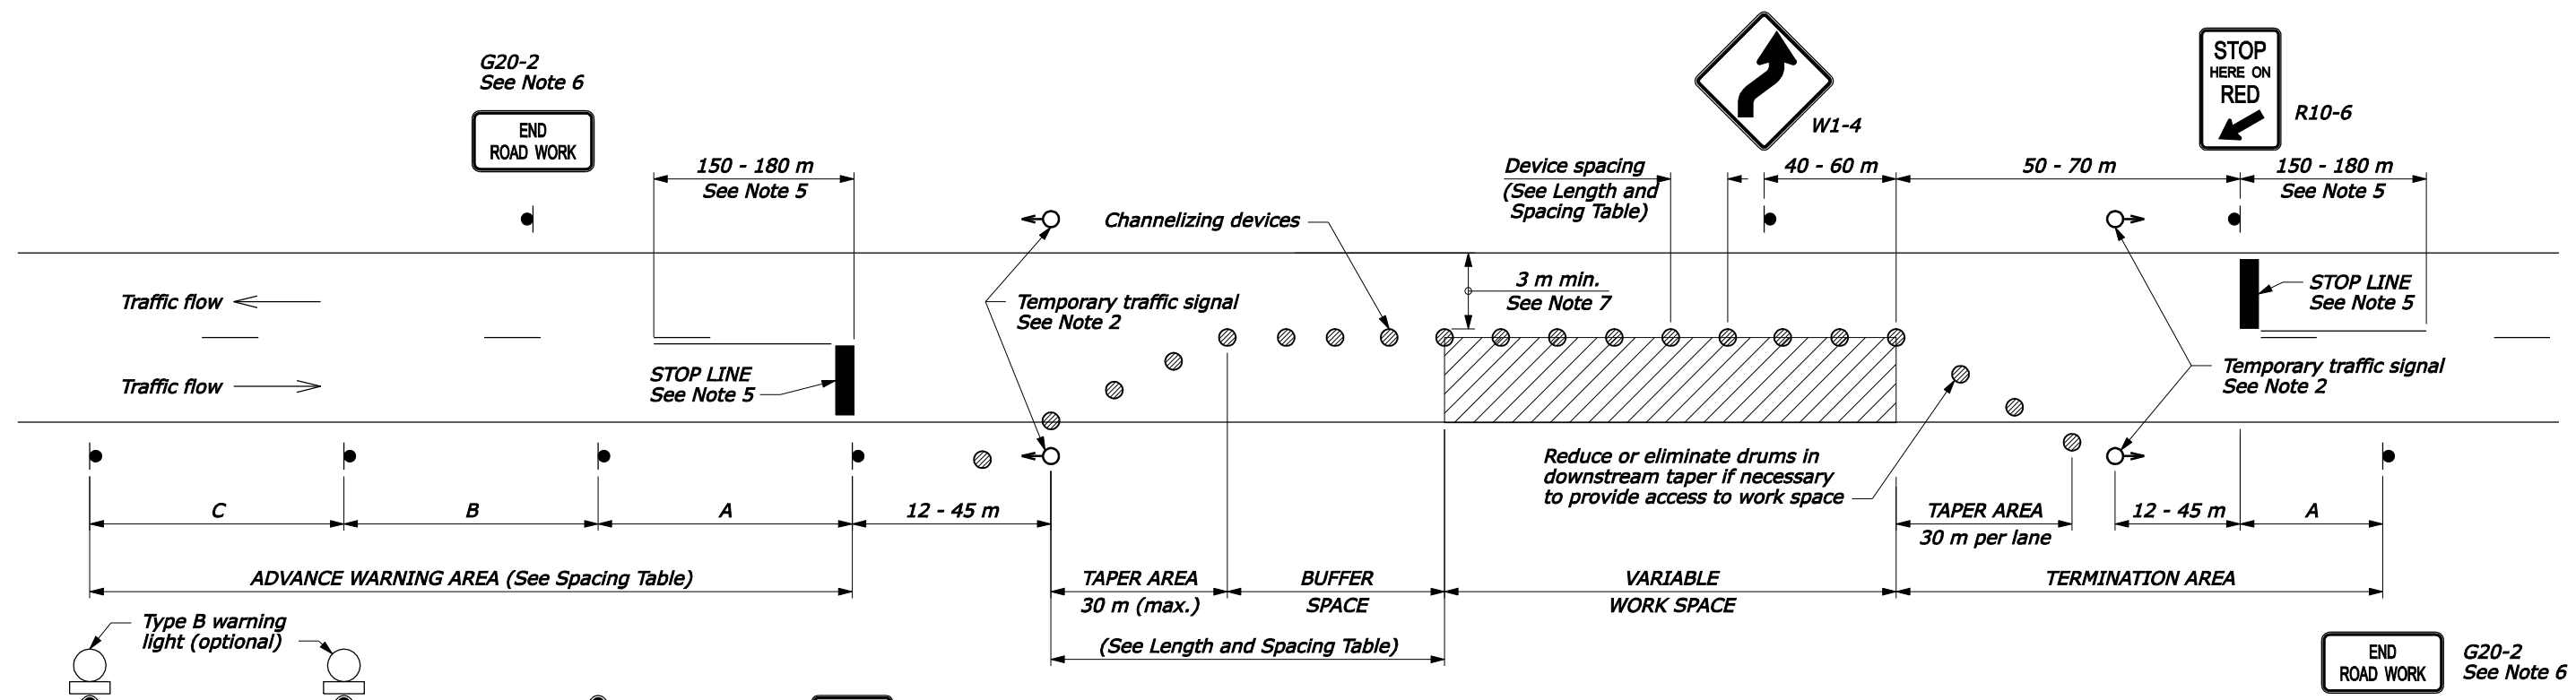 G20-2
See Note 6
END
ROAD WORK
150 - 180 m
See Note 5
W1-4
STOP
HERE ON
RED
R10-6
Device spacing
(See Length and
Spacing Table)
40 - 60 m
50 - 70 m
150 - 180 m
See Note 5
Channelizing devices
Traffic flow
Temporary traffic signal
See Note 2
3 m min.
See Note 7
STOP LINE
See Note 5
Traffic flow
STOP LINE
See Note 5
Temporary traffic signal
See Note 2
Reduce or eliminate drums in
downstream taper if necessary
to provide access to work space
C
B
A
12 - 45 m
TAPER AREA
30 m per lane
12 - 45 m
A
ADVANCE WARNING AREA (See Spacing Table)
TAPER AREA
30 m (max.)
BUFFER
SPACE
VARIABLE
WORK SPACE
TERMINATION AREA
Type B warning
light (optional)
(See Length and Spacing Table)
END
ROAD WORK
G20-2
See Note 6